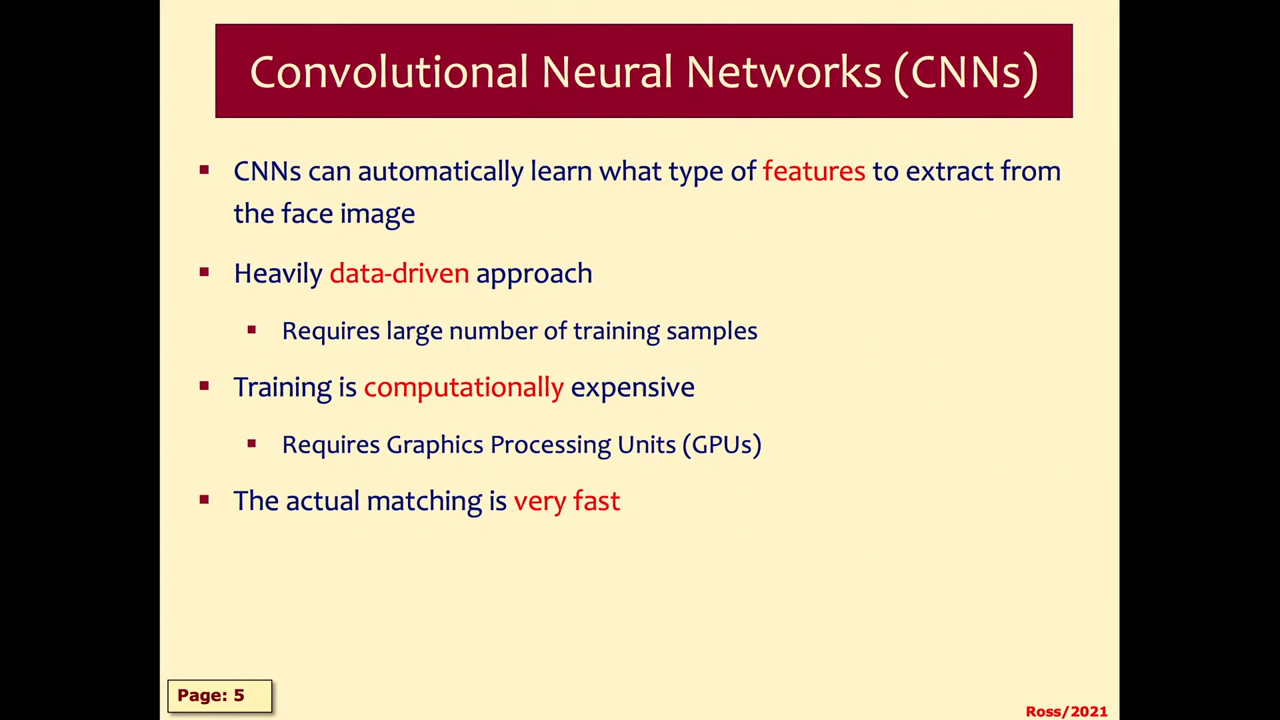 Convolutional Neural Networks (CNNs)
CNNs can automatically learn what type of features to extract from
the face image
Heavily data-driven approach
Requires large number of training samples
Training is computationally expensive
Requires Graphics Processing Units (GPUs)
The actual matching is very fast
Page: 5
Ross/2021